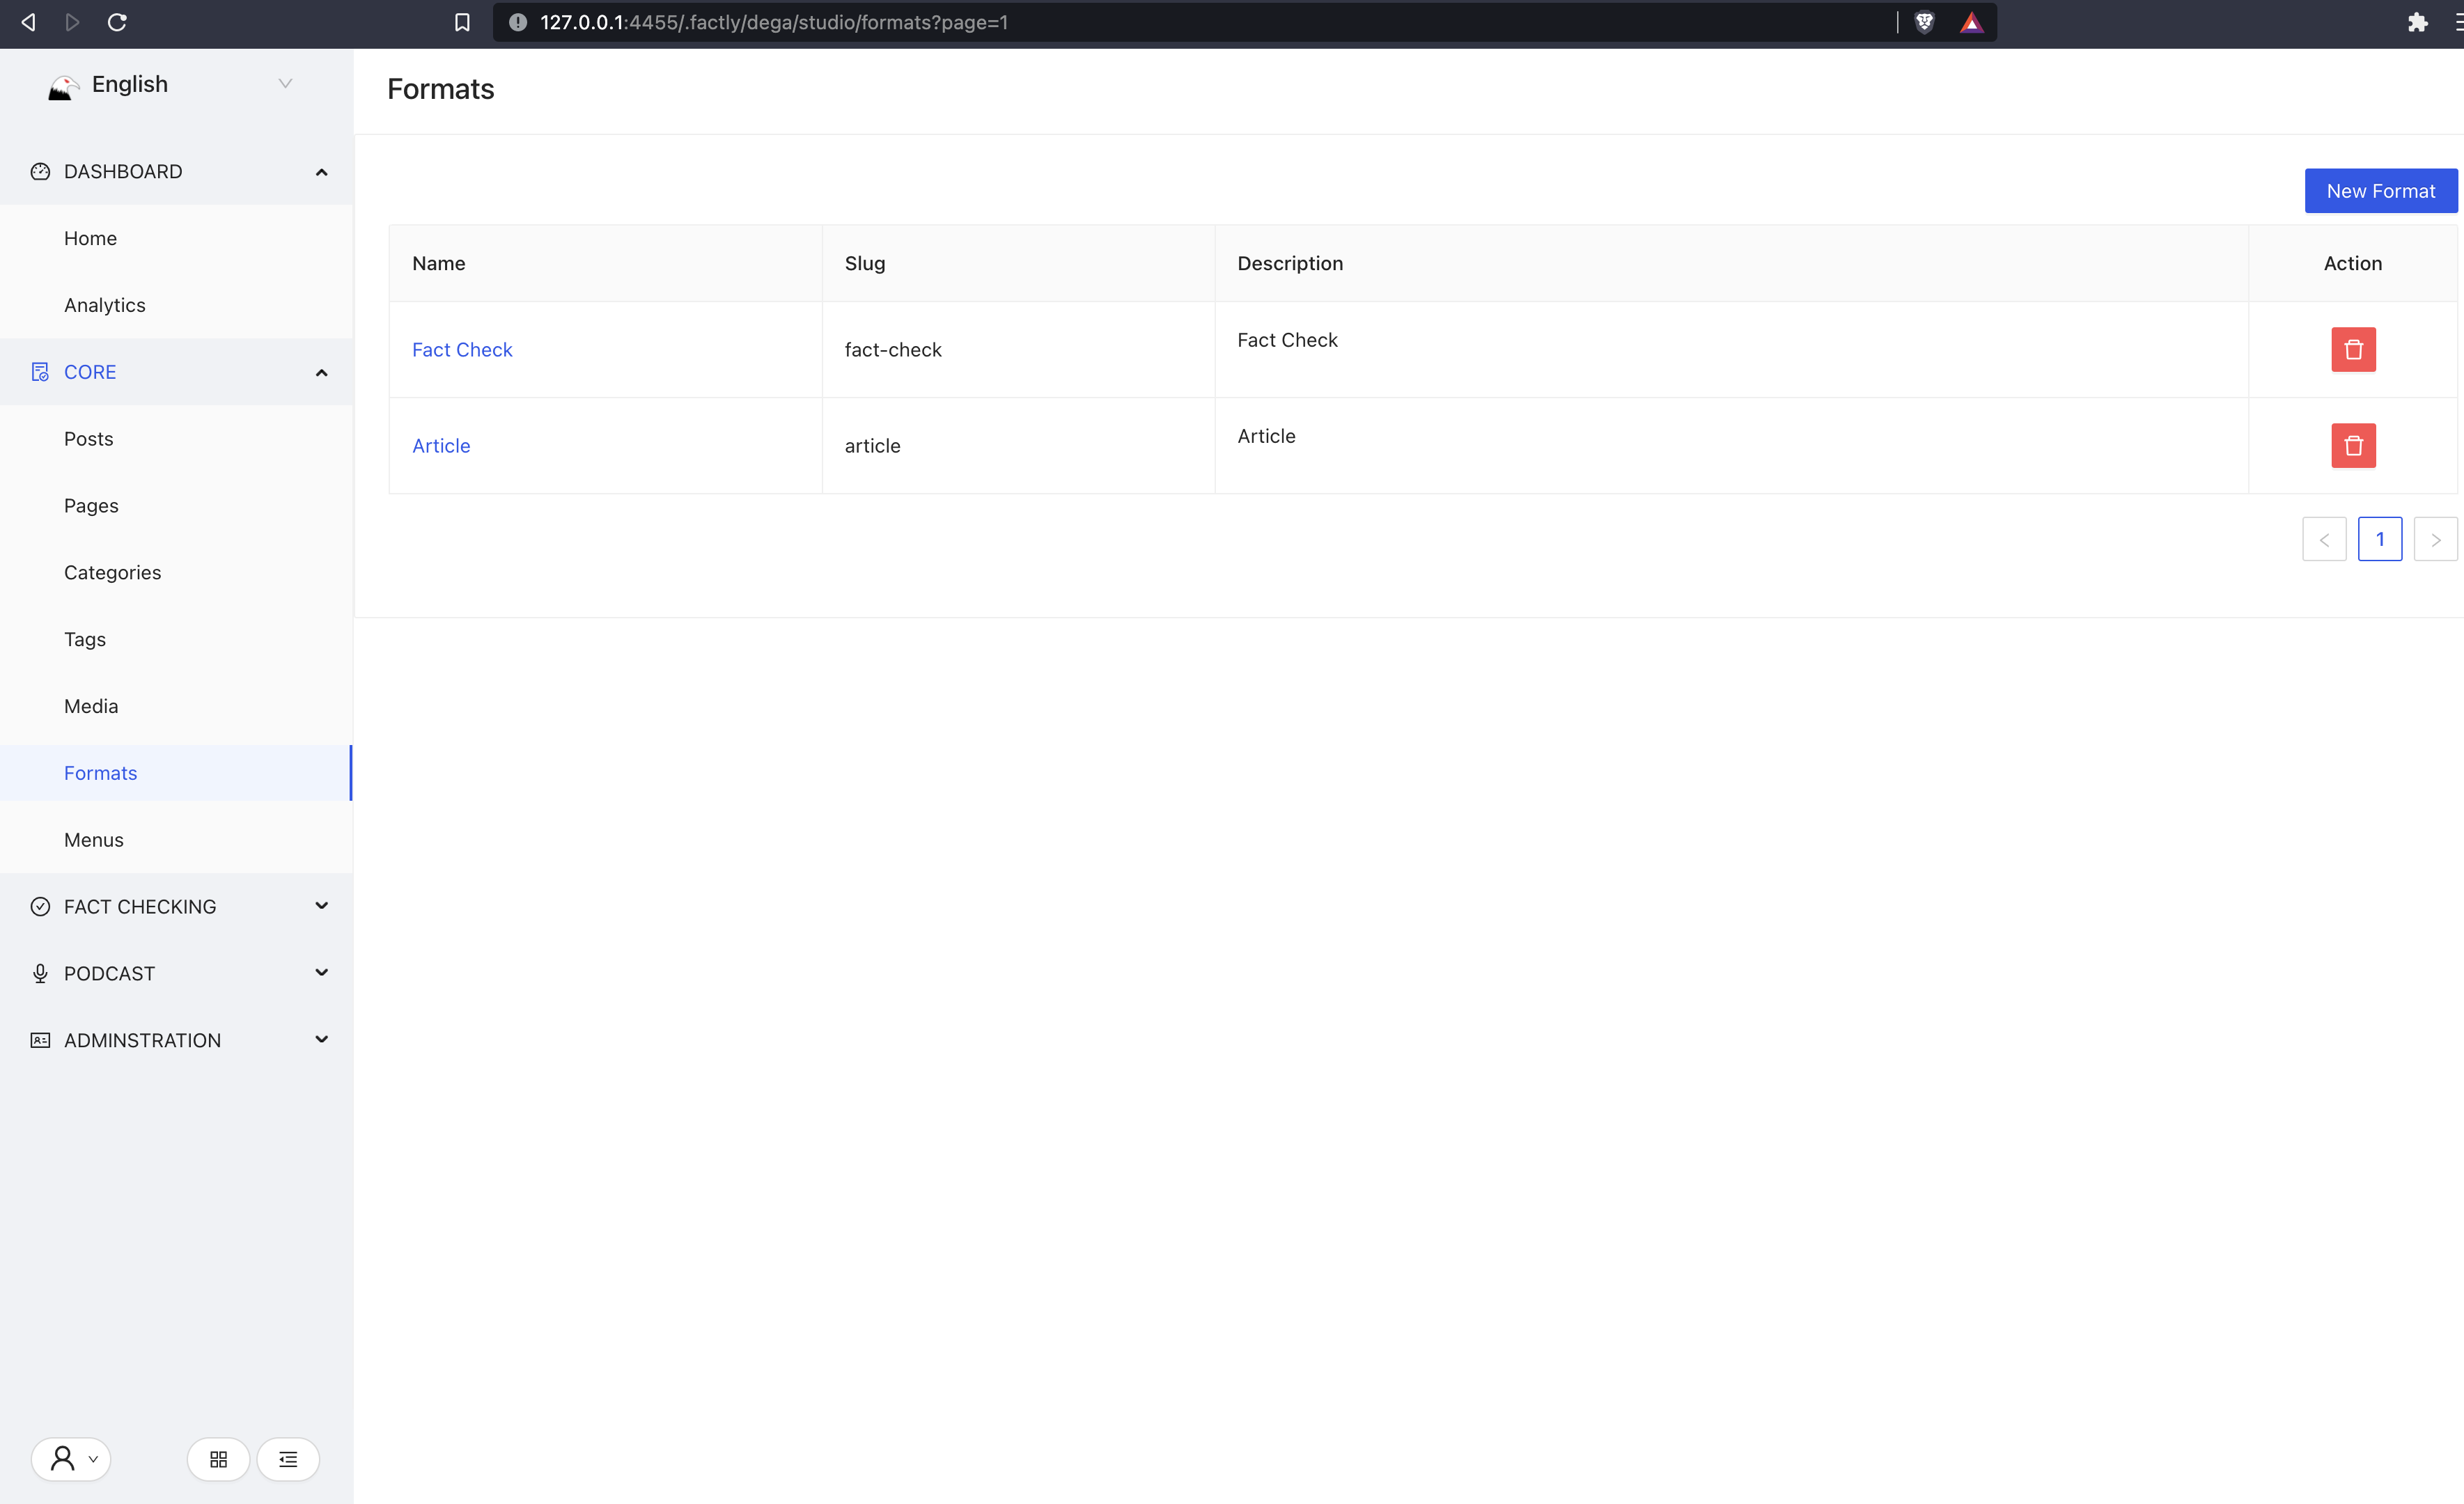 127.0.0.1:4455/.factly/dega/studio/formats?page=1
English
DASHBOARD
Home
Analytics
CORE
Posts
Pages
Categories
Tags
Media
Formats
Menus
FACT CHECKING
PODCAST
ADMINSTRATION
Formats
New Format
Name Slug Description Action
Fact Check fact-check Fact Check
Article article Article
< 1 >